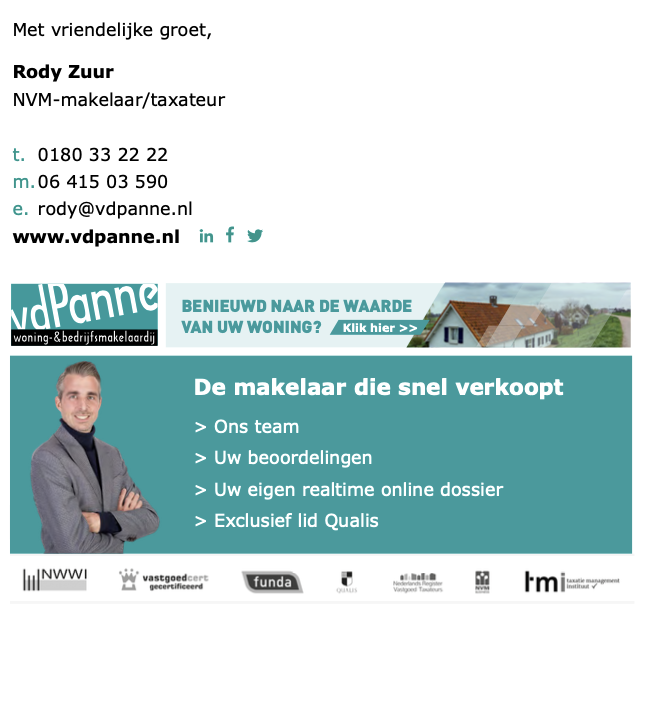 Met vriendelijke groet,
Rody Zuur
NVM-makelaar/taxateur
t. 0180 33 22 22
m. 06 415 03 590
e. rody@vdpanne.nl
www.vdpanne.nl
vdPanne
woning-&bedrijfsmakelaardij
BENIEUWD NAAR DE WAARDE
VAN UW WONING? Klik hier >>
De makelaar die snel verkoopt
> Ons team
> Uw beoordelingen
> Uw eigen realtime online dossier
> Exclusief lid Qualis
NWWI
vastgoedcert
gecertificeerd
funda
QUALIS
Nederlands Register
Vastgoed Taxateurs
NVM
tmi taxatie management
instituut